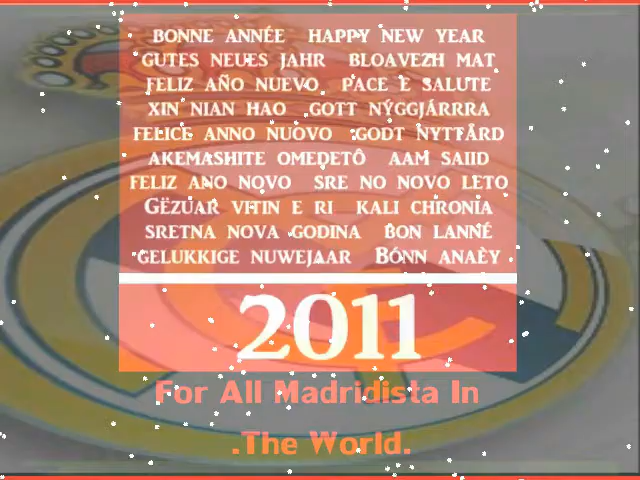 BONNE ANNÉE HAPPY NEW YEAR
GUTES NEUES JAHR BLOAVEZH MAT
FELIZ AÑO NUEVO PACE E SALUTE
XIN NIAN HAO GOTT NÝGGJÁRRRA
FELICE ANNO NUOVO GODT NYTTÅRD
AKEMASHITE OMEDETÔ AAM SAIID
FELIZ ANO NOVO SRE NO NOVO LETO
GËZUAR VITIN E RI KALI CHRONIA
SRETNA NOVA GODINA BON LANNÉ
GELUKKIGE NUWEJAAR BÓNN ANAÈY
2011
For All Madridista In
.The World.